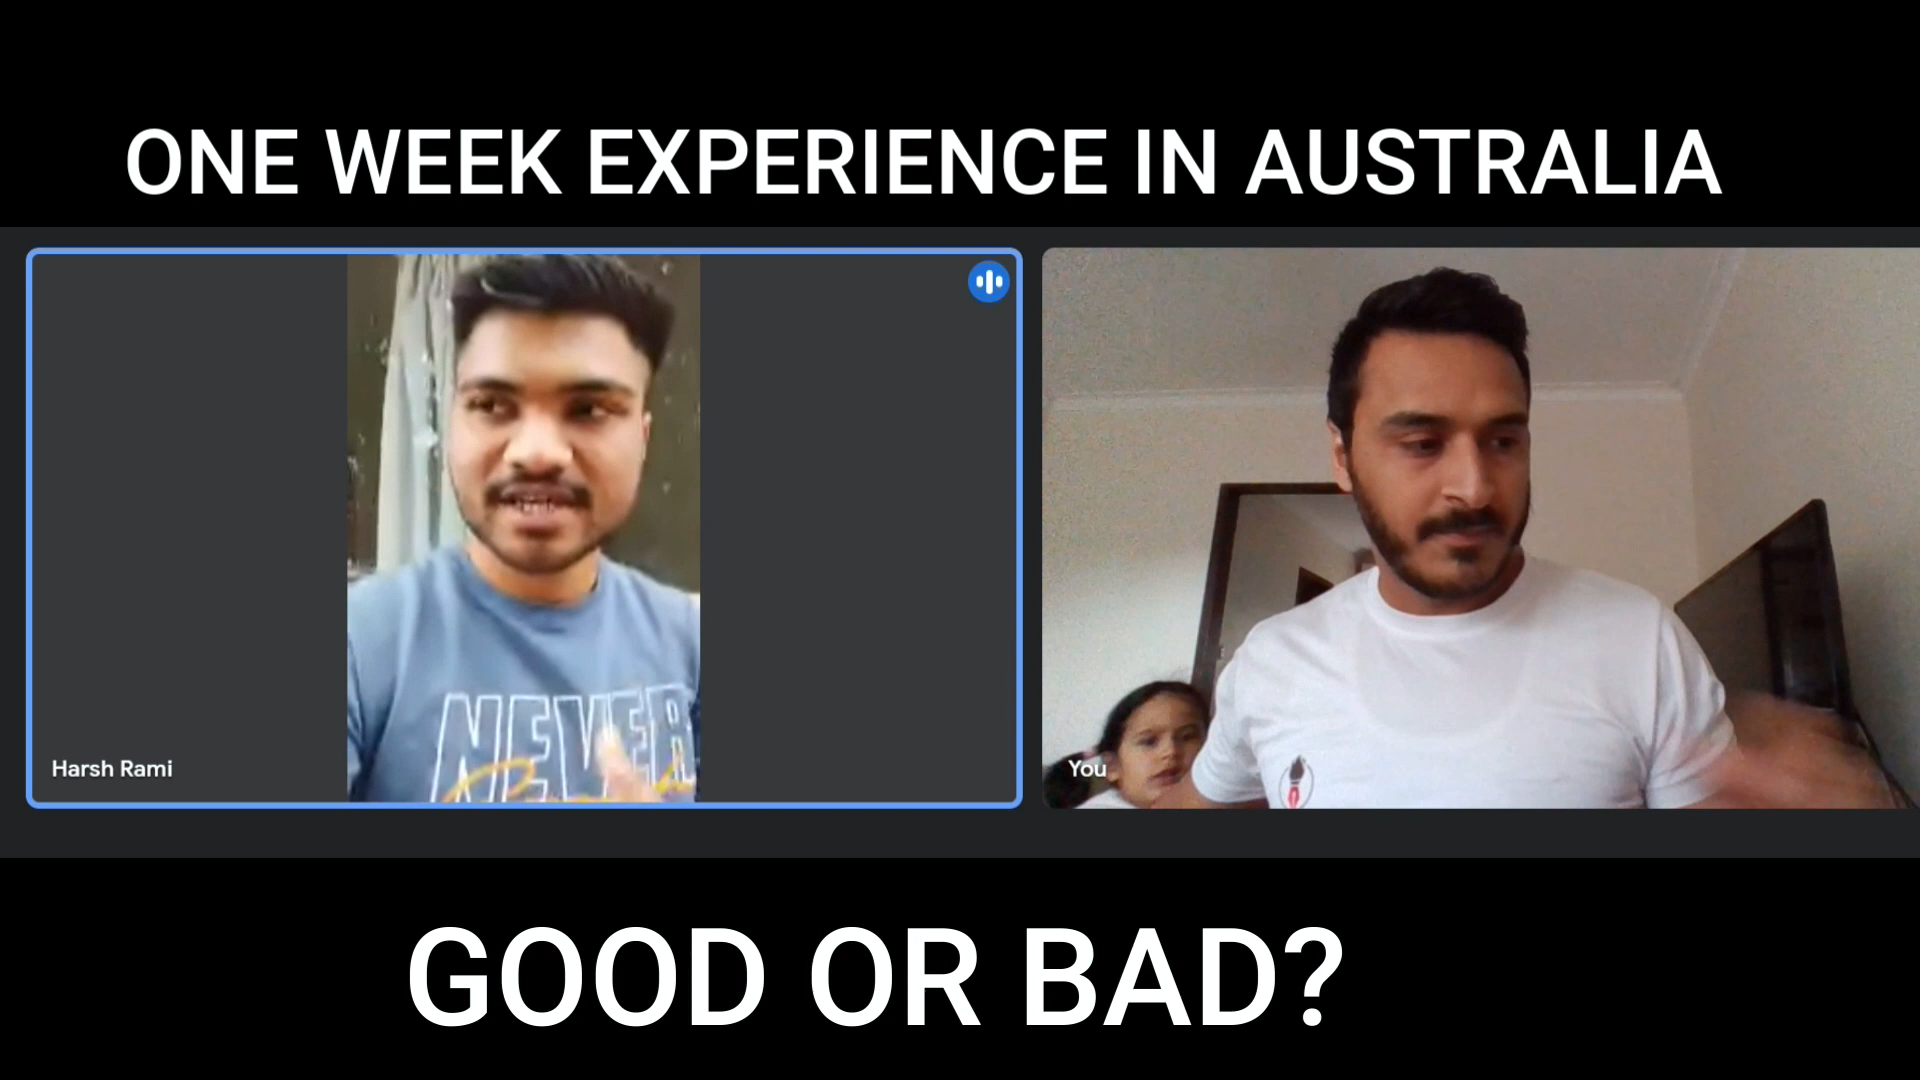 ONE WEEK EXPERIENCE IN AUSTRALIA
NEVER
Harsh Rami
You
GOOD OR BAD?